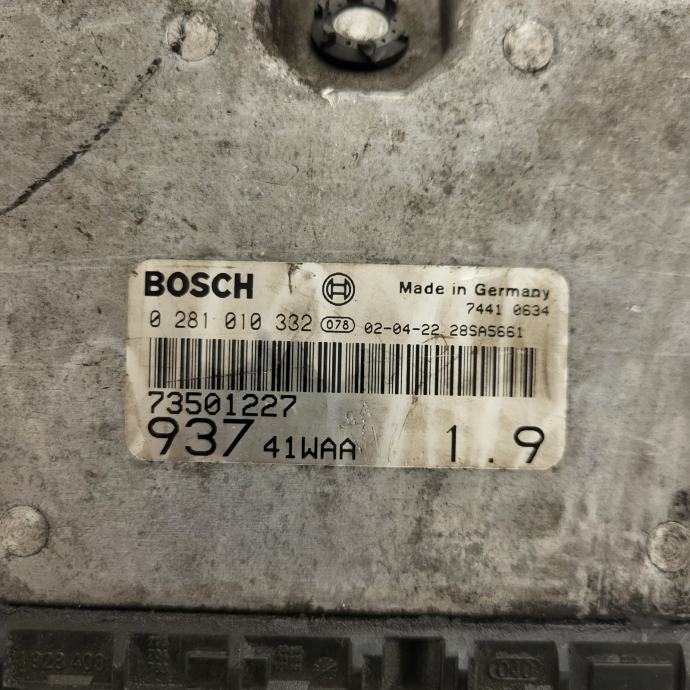 BOSCH Made in Germany
7441 0634
0 281 010 332 078 02-04-22 28SA5661
73501227
937 41WAA 1.9